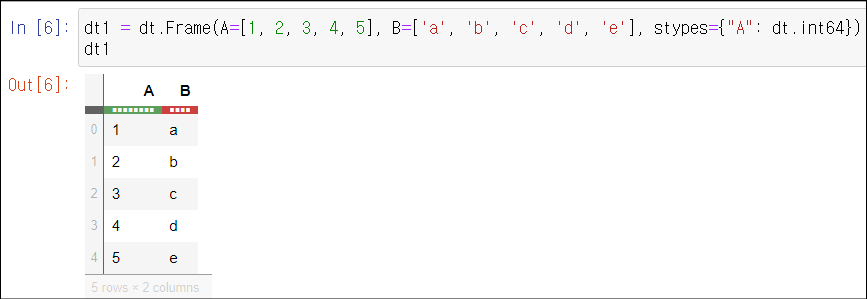 In [6]: dt1 = dt.Frame(A=[1, 2, 3, 4, 5], B=['a', 'b', 'c', 'd', 'e'], stypes={"A": dt.int64})
dt1
Out[6]:
A B
0 1 a
1 2 b
2 3 c
3 4 d
4 5 e
5 rows × 2 columns